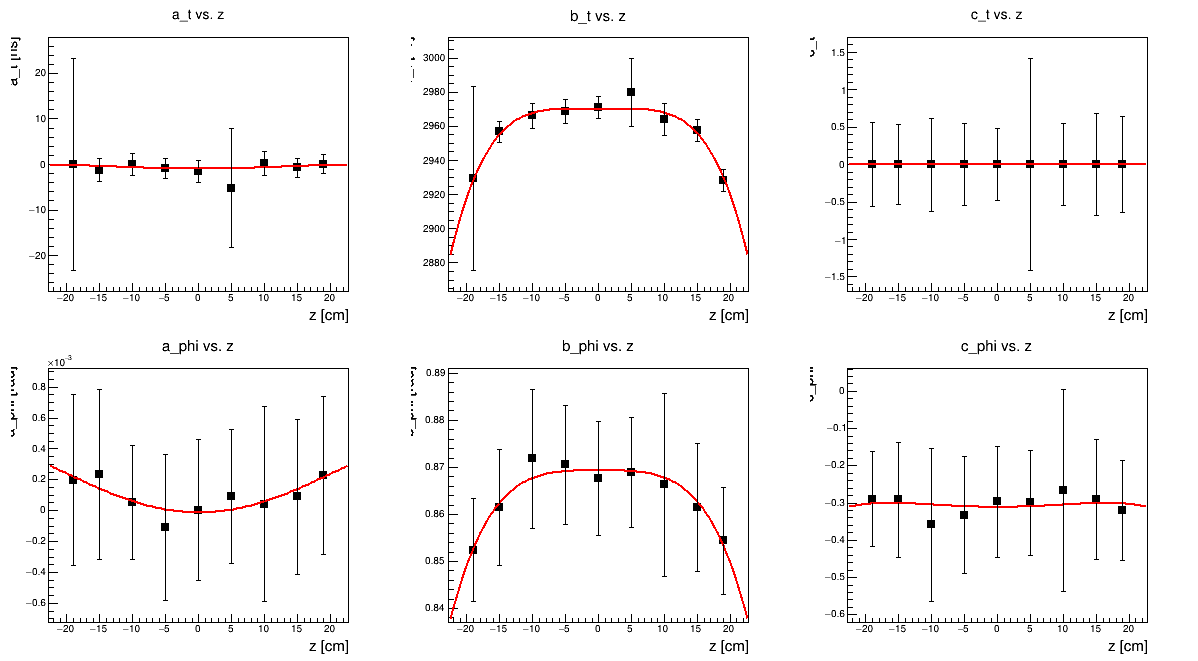 a_t vs. z
a_t [ns]
20
10
0
−10
−20
−20 −15 −10 −5 0 5 10 15 20
z [cm]
b_t vs. z
3000
2980
2960
2940
2920
2900
2880
−20 −15 −10 −5 0 5 10 15 20
z [cm]
c_t vs. z
1.5
1
0.5
0
−0.5
−1
−1.5
−20 −15 −10 −5 0 5 10 15 20
z [cm]
a_phi vs. z
×10⁻³
a_phi [rad]
0.8
0.6
0.4
0.2
0
−0.2
−0.4
−0.6
−20 −15 −10 −5 0 5 10 15 20
z [cm]
b_phi vs. z
0.89
0.88
0.87
0.86
0.85
0.84
−20 −15 −10 −5 0 5 10 15 20
z [cm]
c_phi vs. z
c_phi
0
−0.1
−0.2
−0.3
−0.4
−0.5
−0.6
−20 −15 −10 −5 0 5 10 15 20
z [cm]